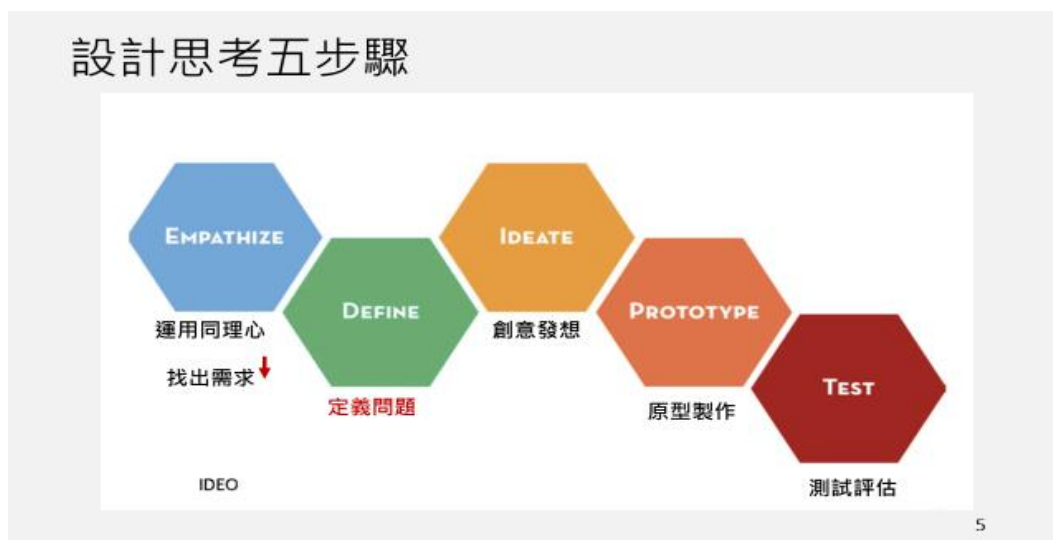 設計思考五步驟
EMPATHIZE
運用同理心
找出需求
DEFINE
定義問題
IDEATE
創意發想
PROTOTYPE
原型製作
TEST
測試評估
IDEO
5